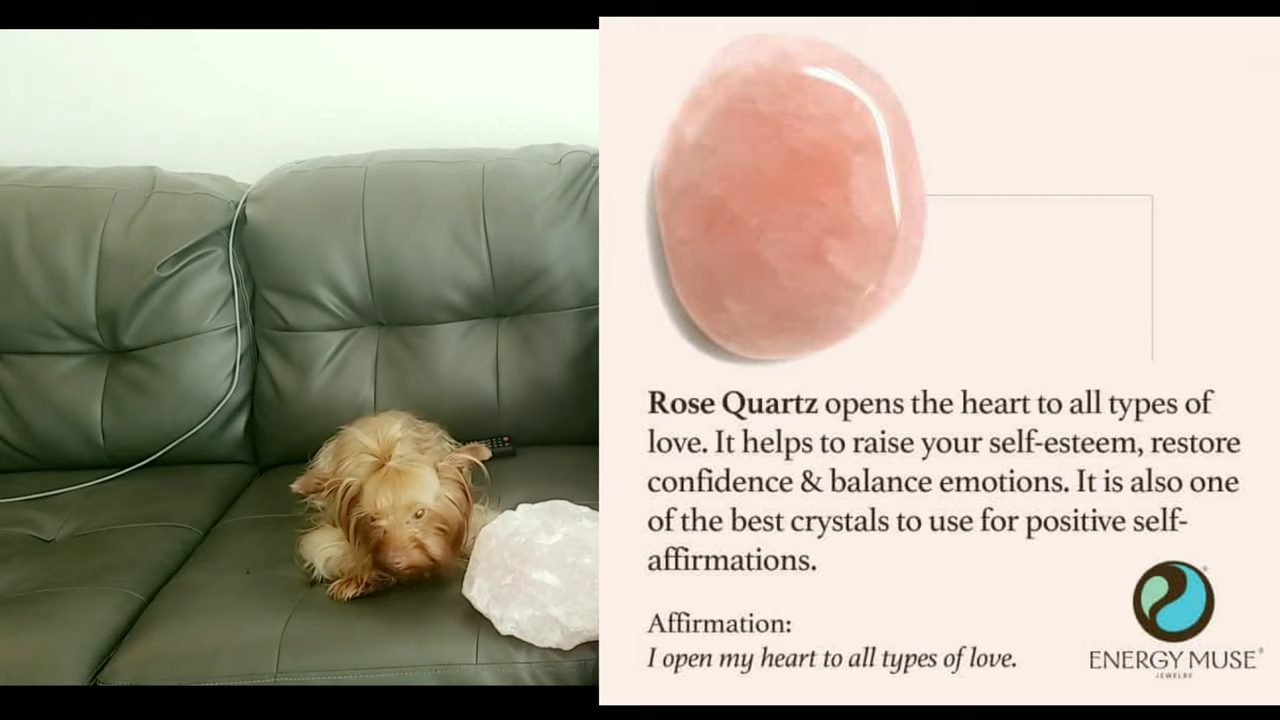 Rose Quartz opens the heart to all types of
love. It helps to raise your self-esteem, restore
confidence & balance emotions. It is also one
of the best crystals to use for positive self-
affirmations.
Affirmation:
I open my heart to all types of love.
ENERGY MUSE®
JEWELRY